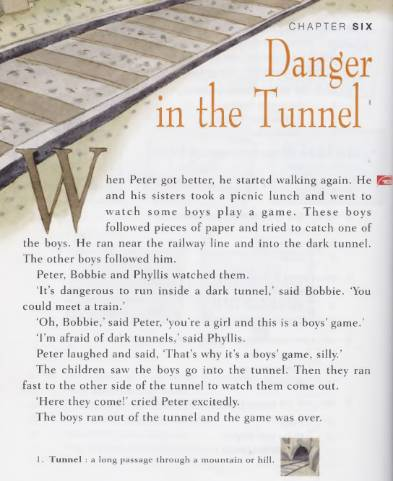 CHAPTER SIX
Danger
in the Tunnel¹
When Peter got better, he started walking again. He
and his sisters took a picnic lunch and went to
watch some boys play a game. These boys
followed pieces of paper and tried to catch one of
the boys. He ran near the railway line and into the dark tunnel.
The other boys followed him.
Peter, Bobbie and Phyllis watched them.
'It's dangerous to run inside a dark tunnel,' said Bobbie. 'You
could meet a train.'
'Oh, Bobbie,' said Peter, 'you're a girl and this is a boys' game.'
'I'm afraid of dark tunnels,' said Phyllis.
Peter laughed and said, 'That's why it's a boys' game, silly.'
The children saw the boys go into the tunnel. Then they ran
fast to the other side of the tunnel to watch them come out.
'Here they come!' cried Peter excitedly.
The boys ran out of the tunnel and the game was over.
1. Tunnel : a long passage through a mountain or hill.